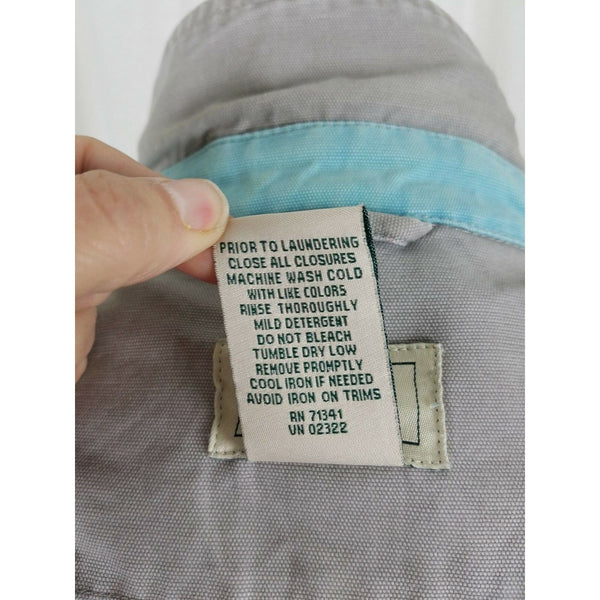 PRIOR TO LAUNDERING
CLOSE ALL CLOSURES
MACHINE WASH COLD
WITH LIKE COLORS
RINSE THOROUGHLY
MILD DETERGENT
DO NOT BLEACH
TUMBLE DRY LOW
REMOVE PROMPTLY
COOL IRON IF NEEDED
AVOID IRON ON TRIMS
RN 71341
VN 02322